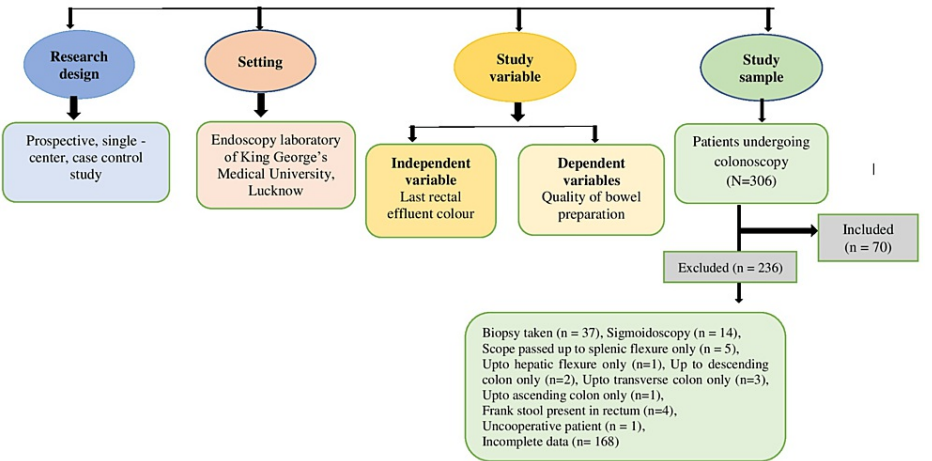 Research
design
Setting
Study
variable
Study
sample
Prospective, single -
center, case control
study
Endoscopy laboratory
of King George's
Medical University,
Lucknow
Independent
variable
Last rectal
effluent colour
Dependent
variables
Quality of bowel
preparation
Patients undergoing
colonoscopy
(N=306)
Included
(n = 70)
Excluded (n = 236)
Biopsy taken (n = 37), Sigmoidoscopy (n = 14),
Scope passed up to splenic flexure only (n = 5),
Upto hepatic flexure only (n=1), Up to descending
colon only (n=2), Upto transverse colon only (n=3),
Upto ascending colon only (n=1),
Frank stool present in rectum (n=4),
Uncooperative patient (n = 1),
Incomplete data (n= 168)